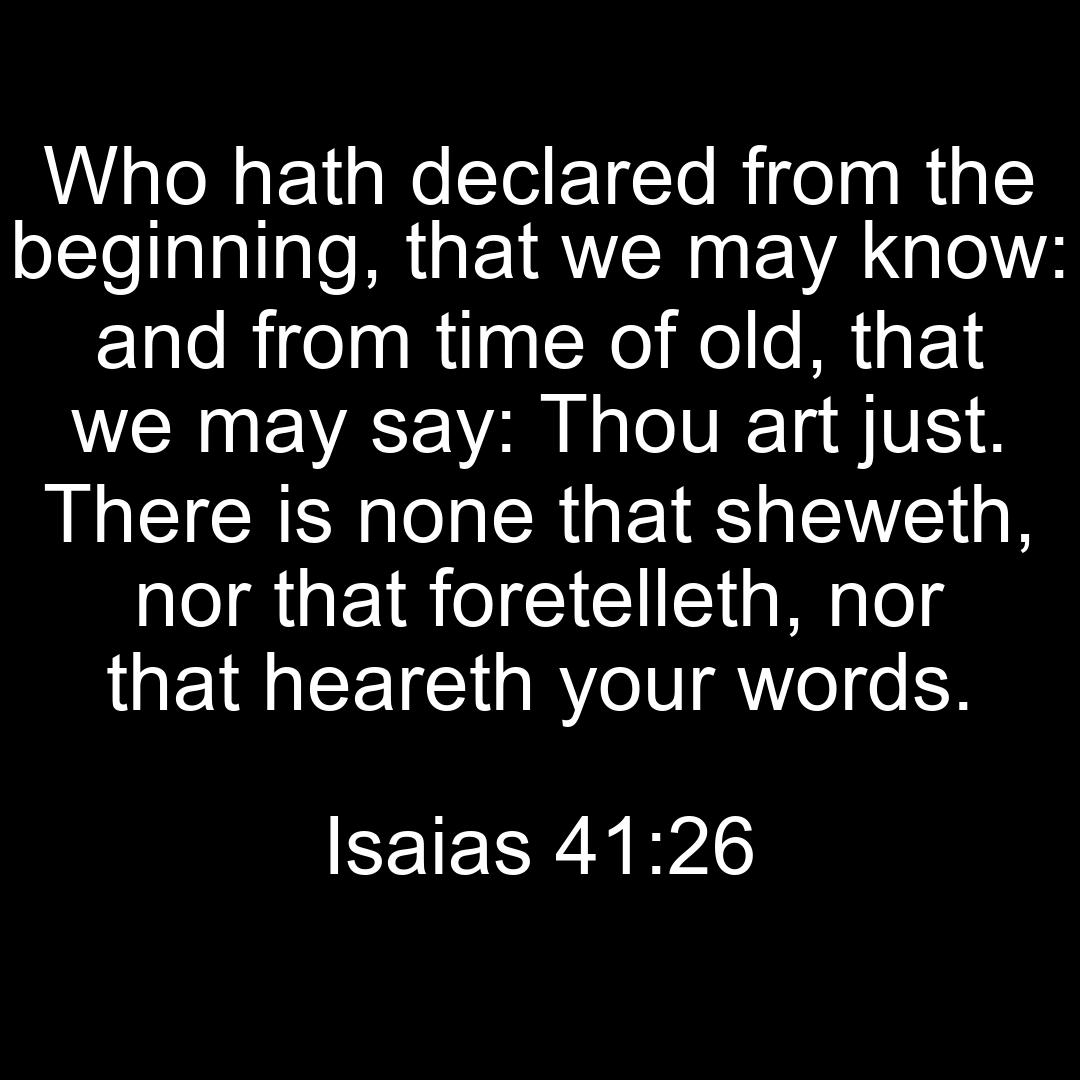 Who hath declared from the
beginning, that we may know:
and from time of old, that
we may say: Thou art just.
There is none that sheweth,
nor that foretelleth, nor
that heareth your words.
Isaias 41:26